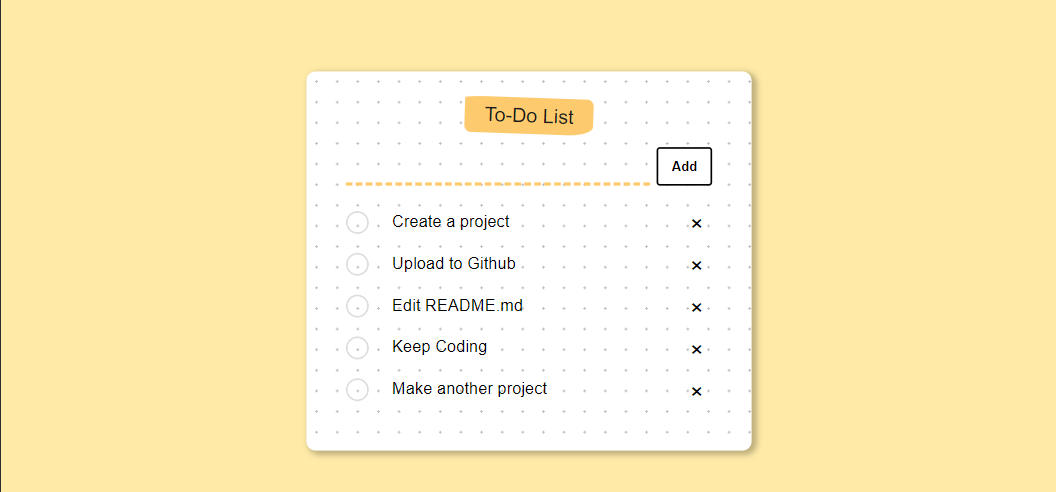 To-Do List
Add
Create a project
Upload to Github
Edit README.md
Keep Coding
Make another project